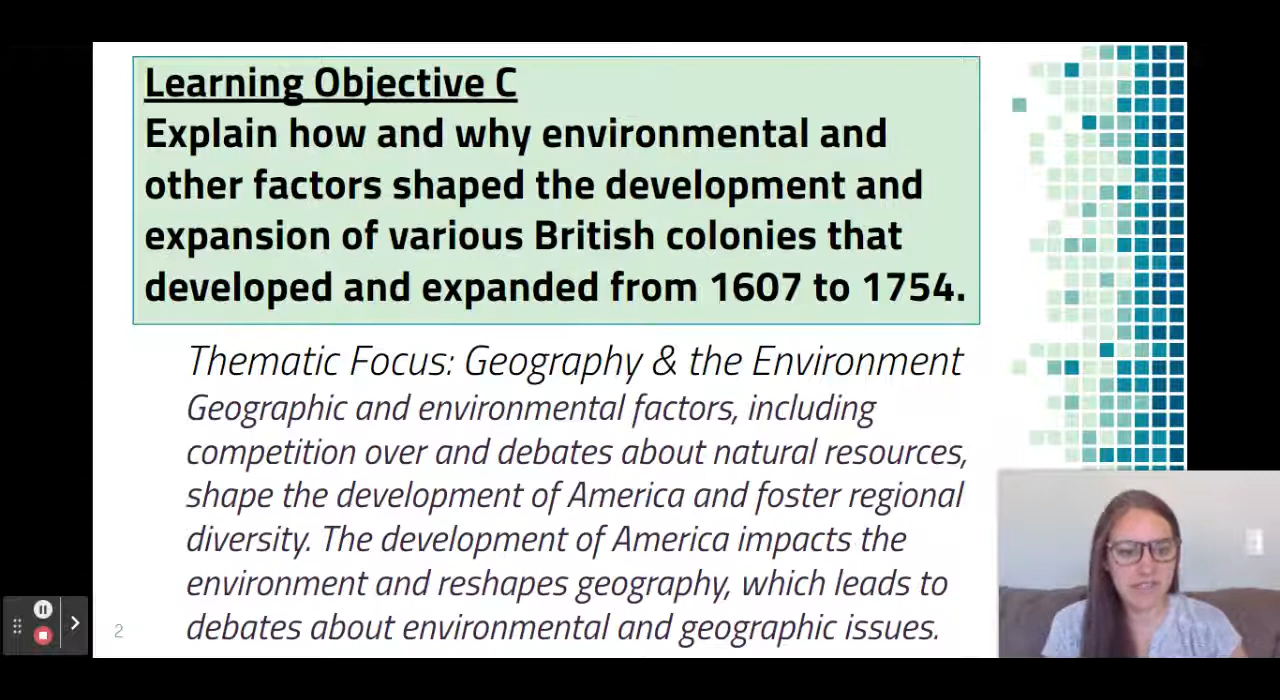 Learning Objective C
Explain how and why environmental and
other factors shaped the development and
expansion of various British colonies that
developed and expanded from 1607 to 1754.
Thematic Focus: Geography & the Environment
Geographic and environmental factors, including
competition over and debates about natural resources,
shape the development of America and foster regional
diversity. The development of America impacts the
environment and reshapes geography, which leads to
debates about environmental and geographic issues.
2